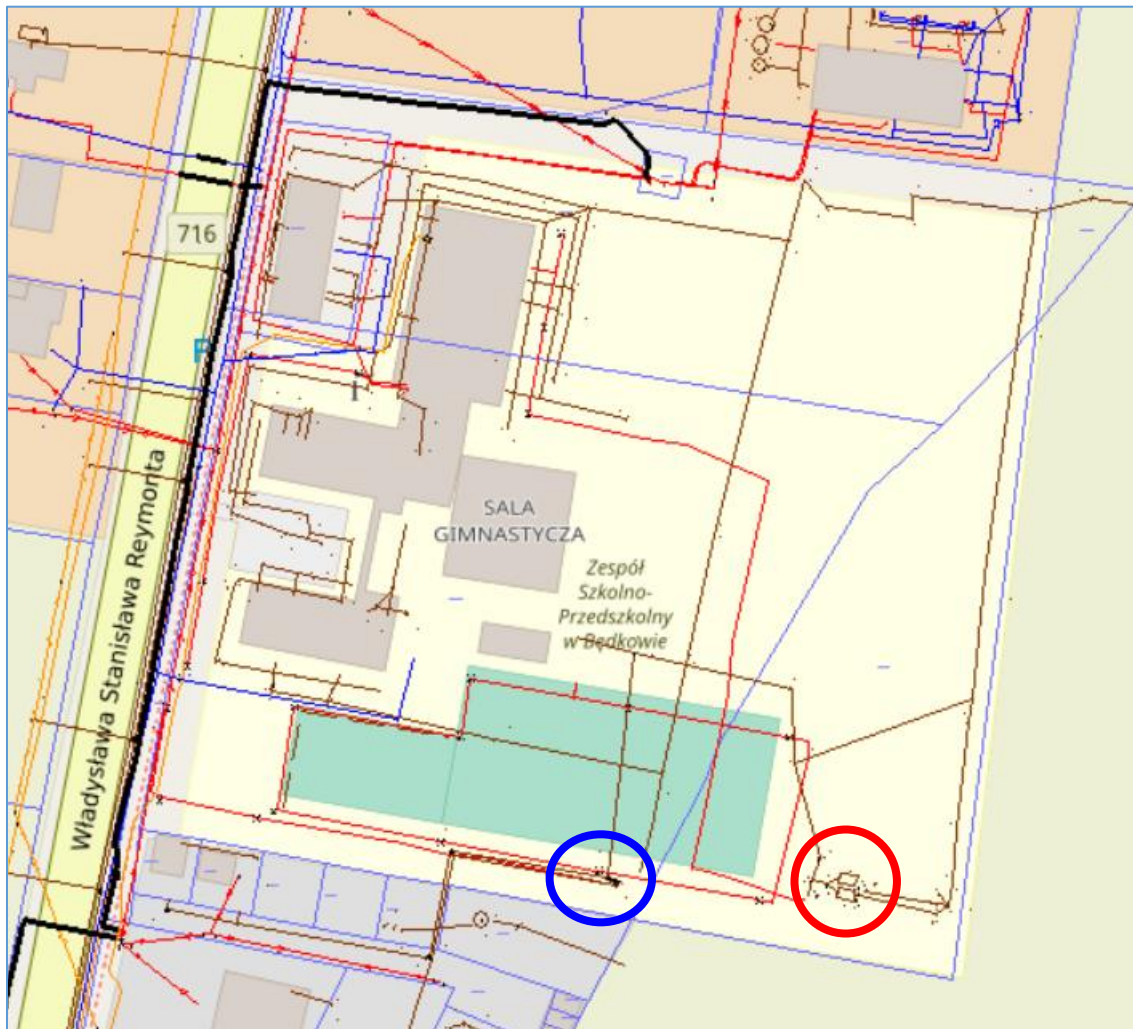 716
P
Władysława Stanisława Reymonta
SALA
GIMNASTYCZA
Zespół
Szkolno-
Przedszkolny
w Będkowie